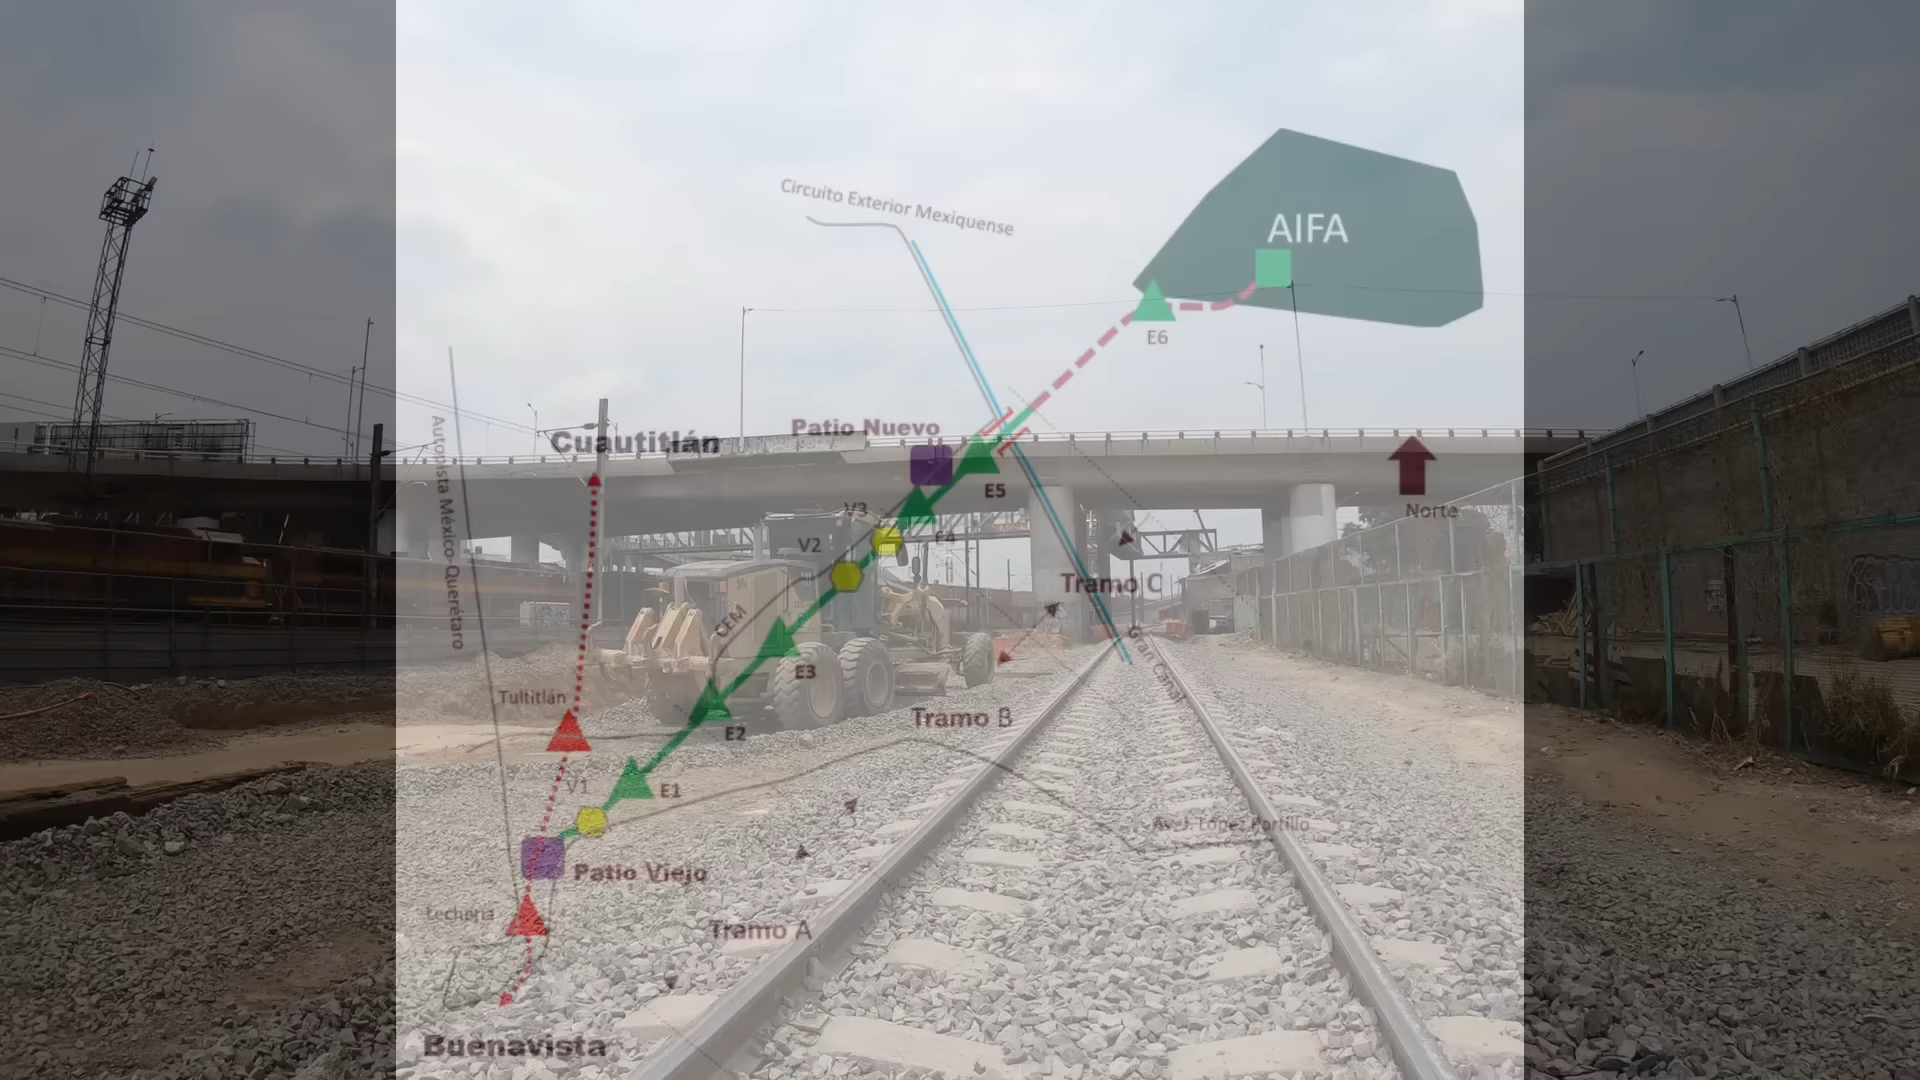 Circuito Exterior Mexiquense
AIFA
E6
Autopista México-Querétaro
Cuautitlán
Patio Nuevo
E5
Norte
V3
E4
V2
Tramo C
CEM
Gran Canal
E3
Tultitlán
Tramo B
E2
V1
E1
Av. J. López Portillo
Patio Viejo
Lechería
Tramo A
Buenavista